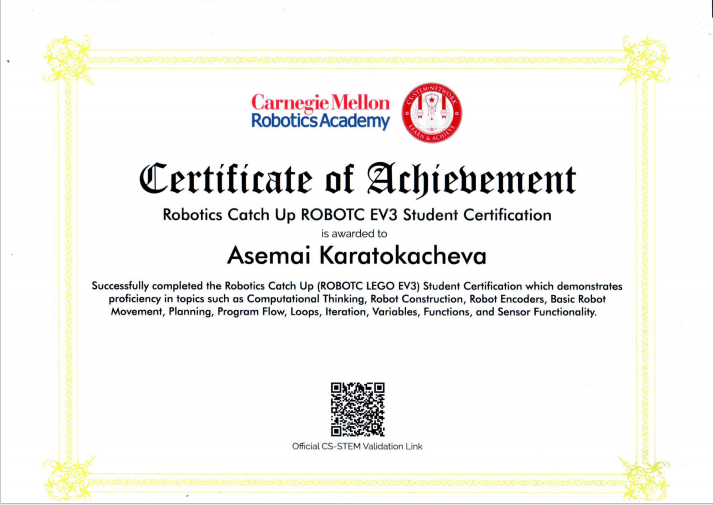 Carnegie Mellon
Robotics Academy
CS-STEM-NETWORK
LEARN & ACHIEVE
Certificate of Achievement
Robotics Catch Up ROBOTC EV3 Student Certification
is awarded to
Asemai Karatokacheva
Successfully completed the Robotics Catch Up (ROBOTC LEGO EV3) Student Certification which demonstrates
proficiency in topics such as Computational Thinking, Robot Construction, Robot Encoders, Basic Robot
Movement, Planning, Program Flow, Loops, Iteration, Variables, Functions, and Sensor Functionality.
Official CS-STEM Validation Link